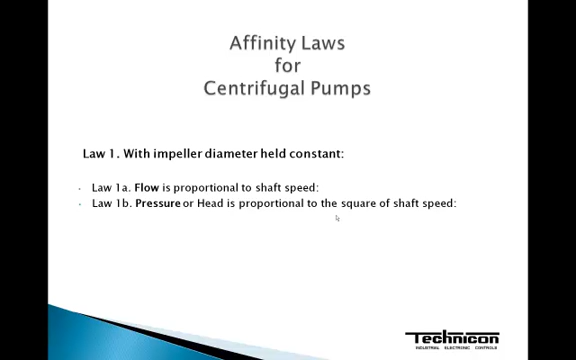 Affinity Laws
for
Centrifugal Pumps
Law 1. With impeller diameter held constant:
· Law 1a. Flow is proportional to shaft speed:
· Law 1b. Pressure or Head is proportional to the square of shaft speed:
Technicon
INDUSTRIAL ELECTRONIC CONTROLS